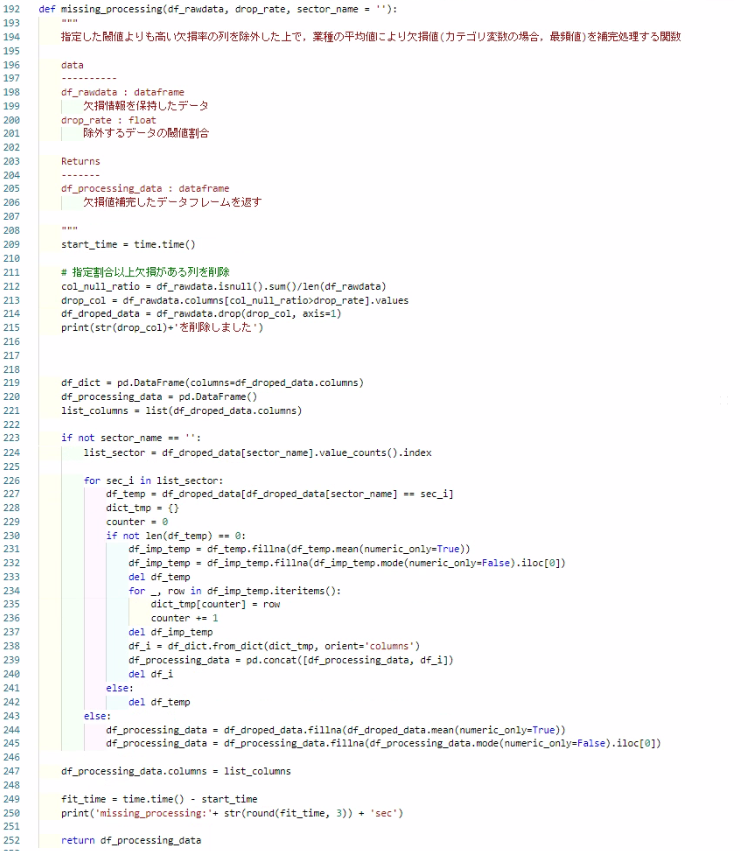 192 def missing_processing(df_rawdata, drop_rate, sector_name = ''):
193     """
194     指定した閾値よりも高い欠損率の列を除外した上で，業種の平均値により欠損値(カテゴリ変数の場合，最頻値)を補完処理する関数
195
196     data
197     ----------
198     df_rawdata : dataframe
199         欠損情報を保持したデータ
200     drop_rate : float
201         除外するデータの閾値割合
202
203     Returns
204     -------
205     df_processing_data : dataframe
206         欠損値補完したデータフレームを返す
207
208     """
209     start_time = time.time()
210
211     # 指定割合以上欠損がある列を削除
212     col_null_ratio = df_rawdata.isnull().sum()/len(df_rawdata)
213     drop_col = df_rawdata.columns[col_null_ratio>drop_rate].values
214     df_droped_data = df_rawdata.drop(drop_col, axis=1)
215     print(str(drop_col)+'を削除しました')
216
217
218
219     df_dict = pd.DataFrame(columns=df_droped_data.columns)
220     df_processing_data = pd.DataFrame()
221     list_columns = list(df_droped_data.columns)
222
223     if not sector_name == '':
224         list_sector = df_droped_data[sector_name].value_counts().index
225
226         for sec_i in list_sector:
227             df_temp = df_droped_data[df_droped_data[sector_name] == sec_i]
228             dict_tmp = {}
229             counter = 0
230             if not len(df_temp) == 0:
231                 df_imp_temp = df_temp.fillna(df_temp.mean(numeric_only=True))
232                 df_imp_temp = df_imp_temp.fillna(df_imp_temp.mode(numeric_only=False).iloc[0])
233                 del df_temp
234                 for _, row in df_imp_temp.iteritems():
235                     dict_tmp[counter] = row
236                     counter += 1
237                 del df_imp_temp
238                 df_i = df_dict.from_dict(dict_tmp, orient='columns')
239                 df_processing_data = pd.concat([df_processing_data, df_i])
240                 del df_i
241             else:
242                 del df_temp
243         else:
244             df_processing_data = df_droped_data.fillna(df_droped_data.mean(numeric_only=True))
245             df_processing_data = df_processing_data.fillna(df_processing_data.mode(numeric_only=False).iloc[0])
246
247     df_processing_data.columns = list_columns
248
249     fit_time = time.time() - start_time
250     print('missing_processing:'+ str(round(fit_time, 3)) + 'sec')
251
252     return df_processing_data